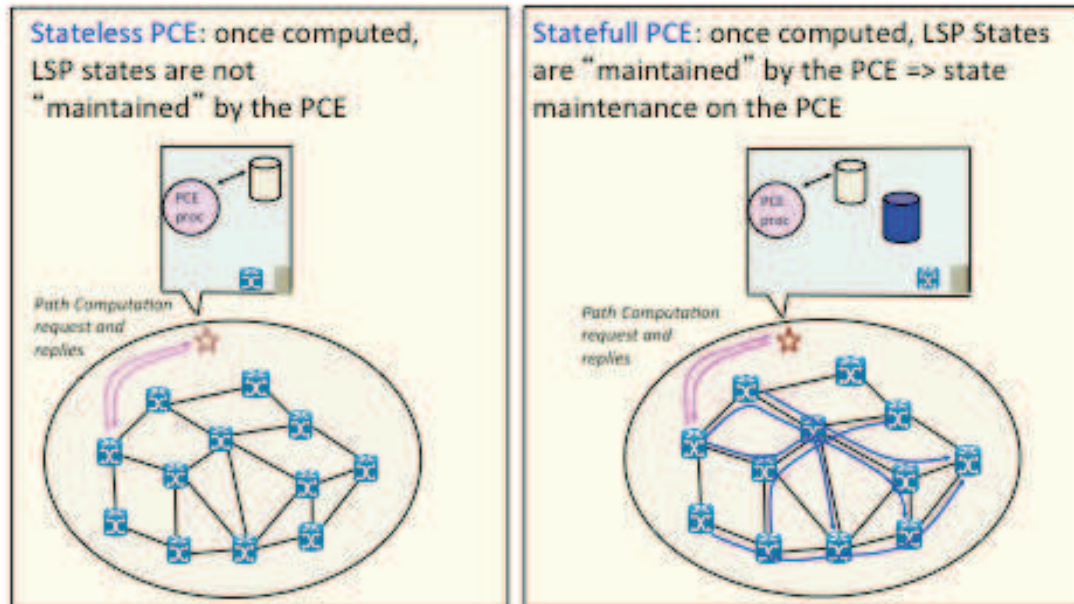 Stateless PCE: once computed,
LSP states are not
“maintained” by the PCE
PCE
proc
Path Computation
request and
replies
Statefull PCE: once computed, LSP States
are “maintained” by the PCE => state
maintenance on the PCE
PCE
proc
Path Computation
request and
replies